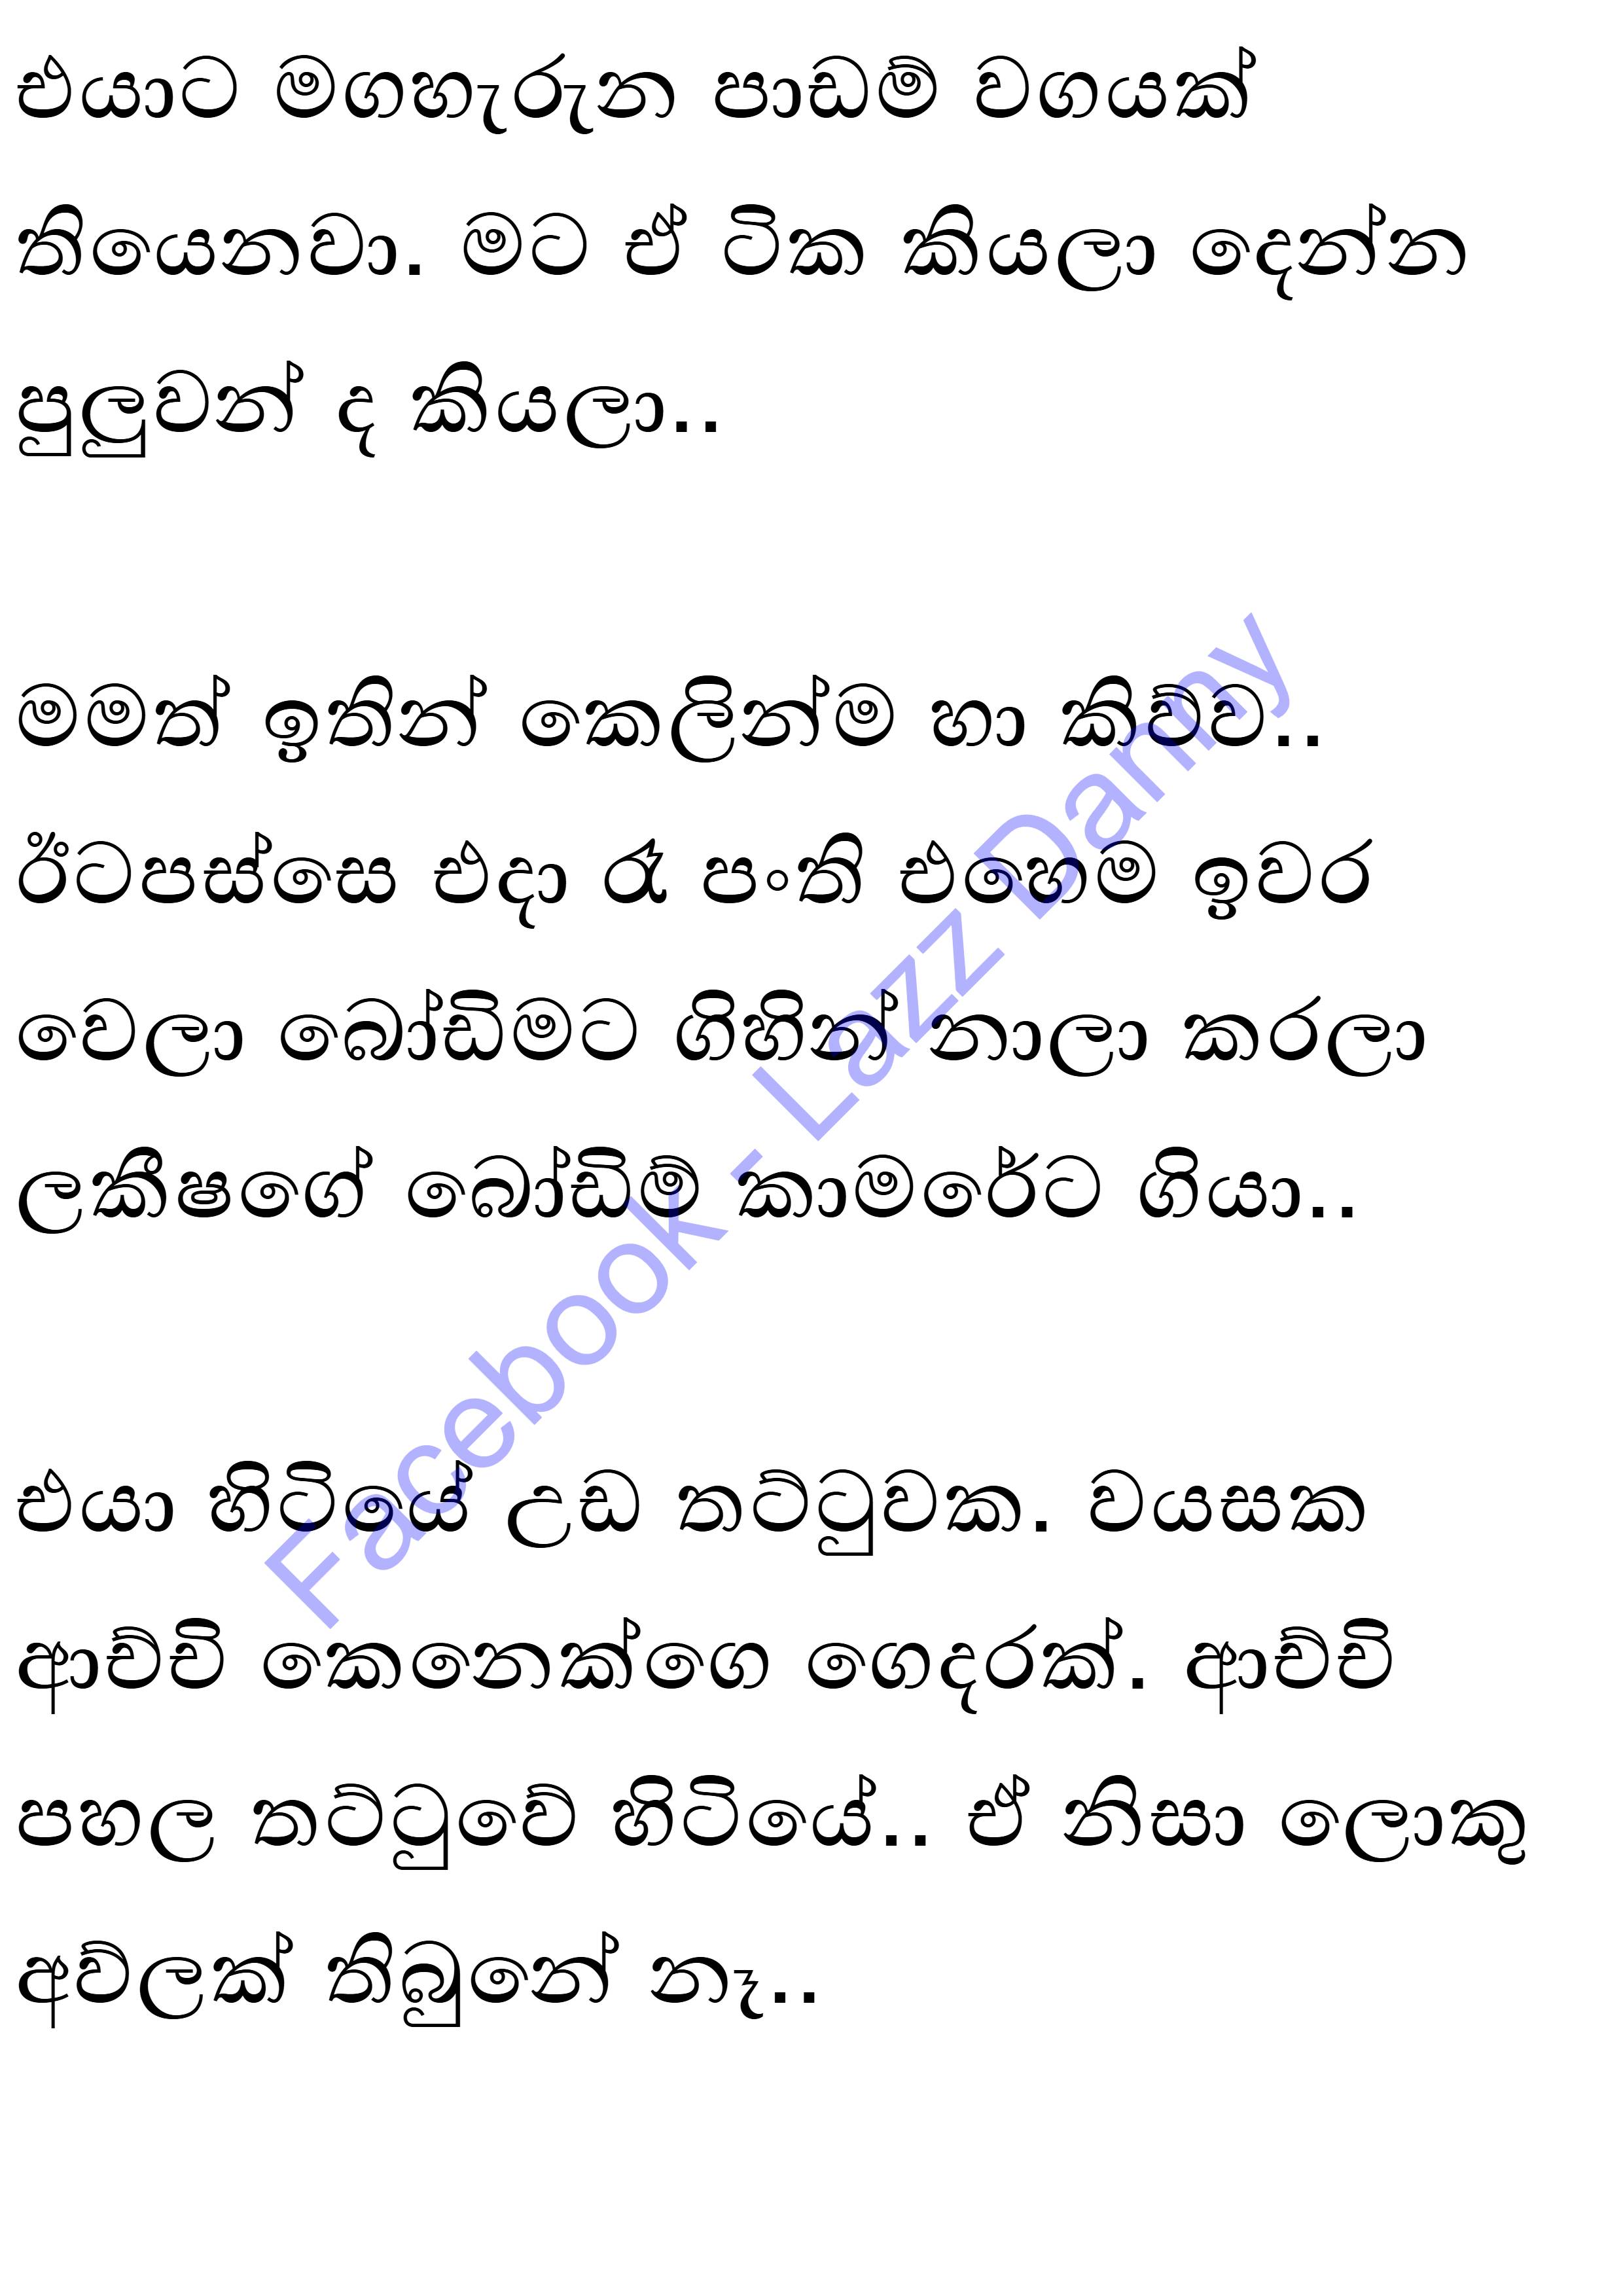 එයාට මගහැරුන පාඩම් වගයක්
තියෙනවා. මට ඒ ටික කියලා දෙන්න
පුලුවන් ද කියලා..
මමත් ඉතින් කෙලින්ම හා කිව්ව..
ඊටපස්සෙ එදා රෑ පංති එහෙම ඉවර
වෙලා බෝඩිමට ගිහින් නාලා කරලා
ලකීෂගේ බෝඩිම් කාමරේට ගියා..
එයා හිටියේ උඩ තට්ටුවක. වයසක
ආච්චි කෙනෙක්ගෙ ගෙදරක්. ආච්චි
පහල තට්ටුවේ හිටියේ.. ඒ නිසා ලොකු
අව්ලක් තිබුනේ නෑ..
Facebook - Lazz Danny